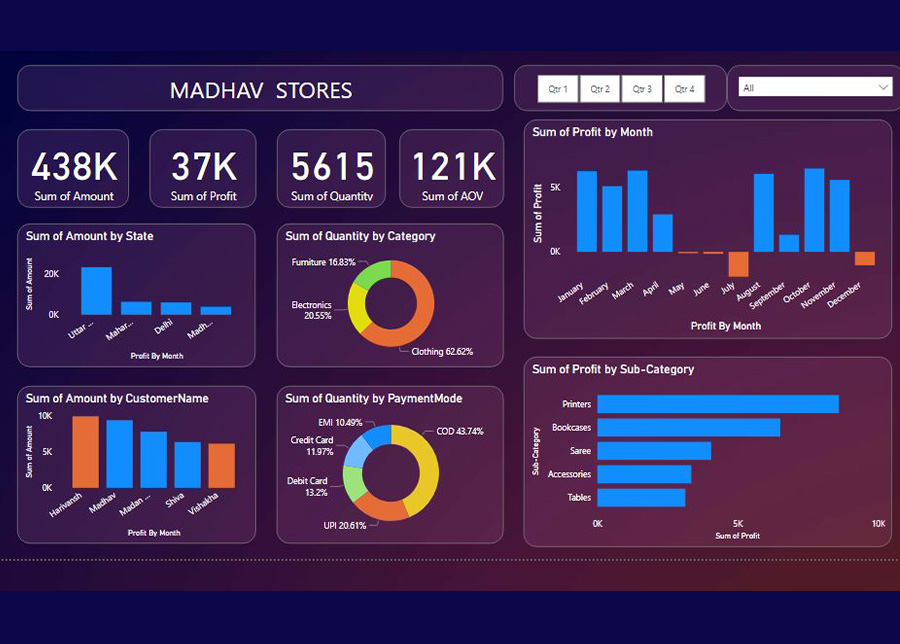 MADHAV STORES
Qtr 1
Qtr 2
Qtr 3
Qtr 4
All
438K
Sum of Amount
37K
Sum of Profit
5615
Sum of Quantity
121K
Sum of AOV
Sum of Profit by Month
Sum of Profit
5K
0K
January
February
March
April
May
June
July
August
September
October
November
December
Profit By Month
Sum of Amount by State
Sum of Amount
20K
0K
Uttar ...
Mahar...
Delhi
Madh...
Profit By Month
Sum of Quantity by Category
Furniture 16.83%
Electronics
20.55%
Clothing 62.62%
Sum of Profit by Sub-Category
Sub-Category
Printers
Bookcases
Saree
Accessories
Tables
0K
5K
10K
Sum of Profit
Sum of Amount by CustomerName
Sum of Amount
10K
5K
0K
Harivansh
Madhav
Madan ...
Shiva
Vishakha
Profit By Month
Sum of Quantity by PaymentMode
EMI 10.49%
COD 43.74%
Credit Card
11.97%
Debit Card
13.2%
UPI 20.61%